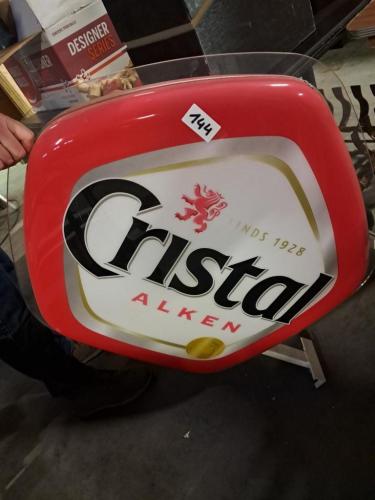 DESIGNER
SERIES
144
SINDS 1928
Cristal
ALKEN